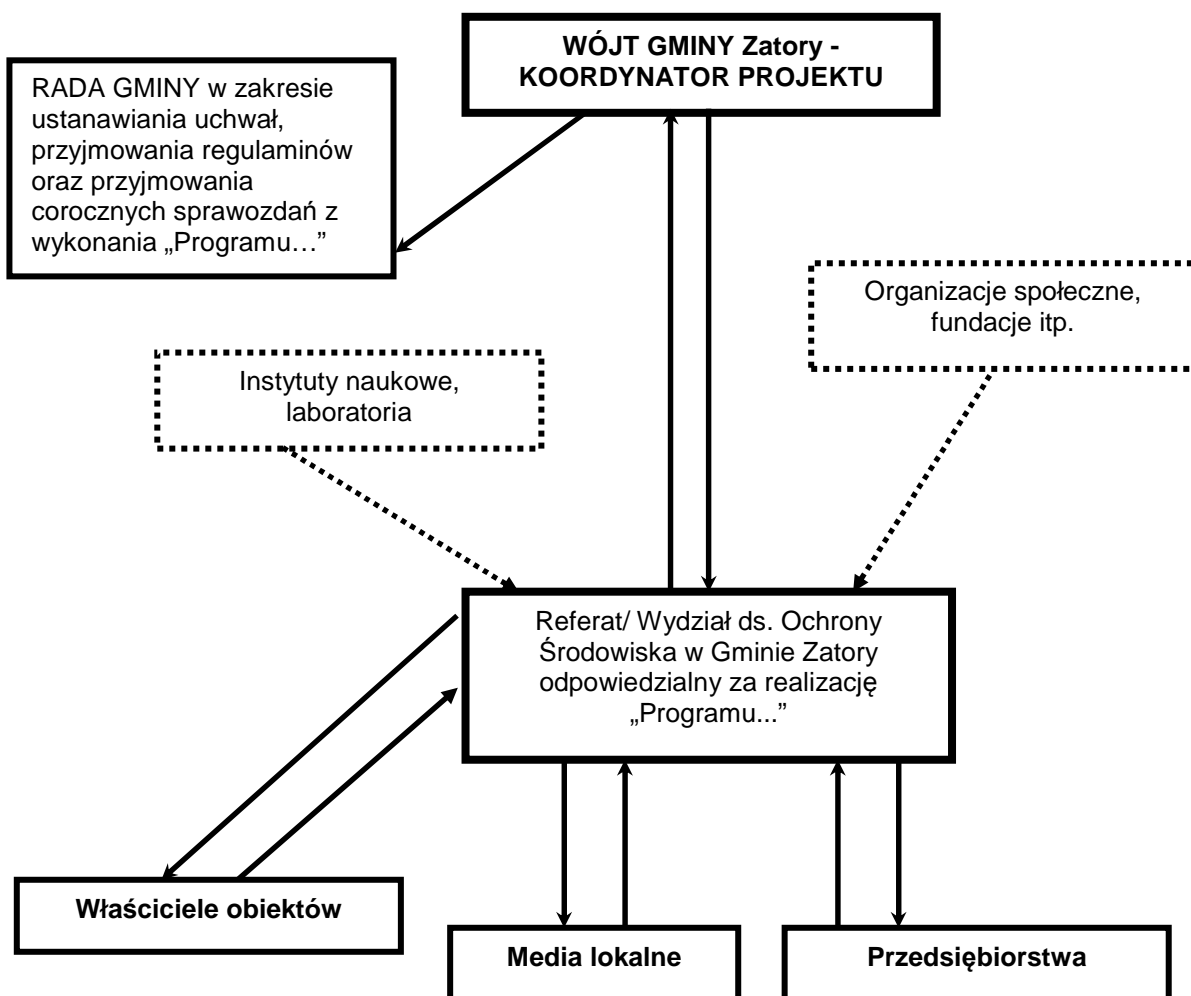 WÓJT GMINY Zatory -
KOORDYNATOR PROJEKTU
RADA GMINY w zakresie
ustanawiania uchwał,
przyjmowania regulaminów
oraz przyjmowania
corocznych sprawozdań z
wykonania „Programu…”
Organizacje społeczne,
fundacje itp.
Instytuty naukowe,
laboratoria
Referat/ Wydział ds. Ochrony
Środowiska w Gminie Zatory
odpowiedzialny za realizację
„Programu...”
Właściciele obiektów
Media lokalne
Przedsiębiorstwa